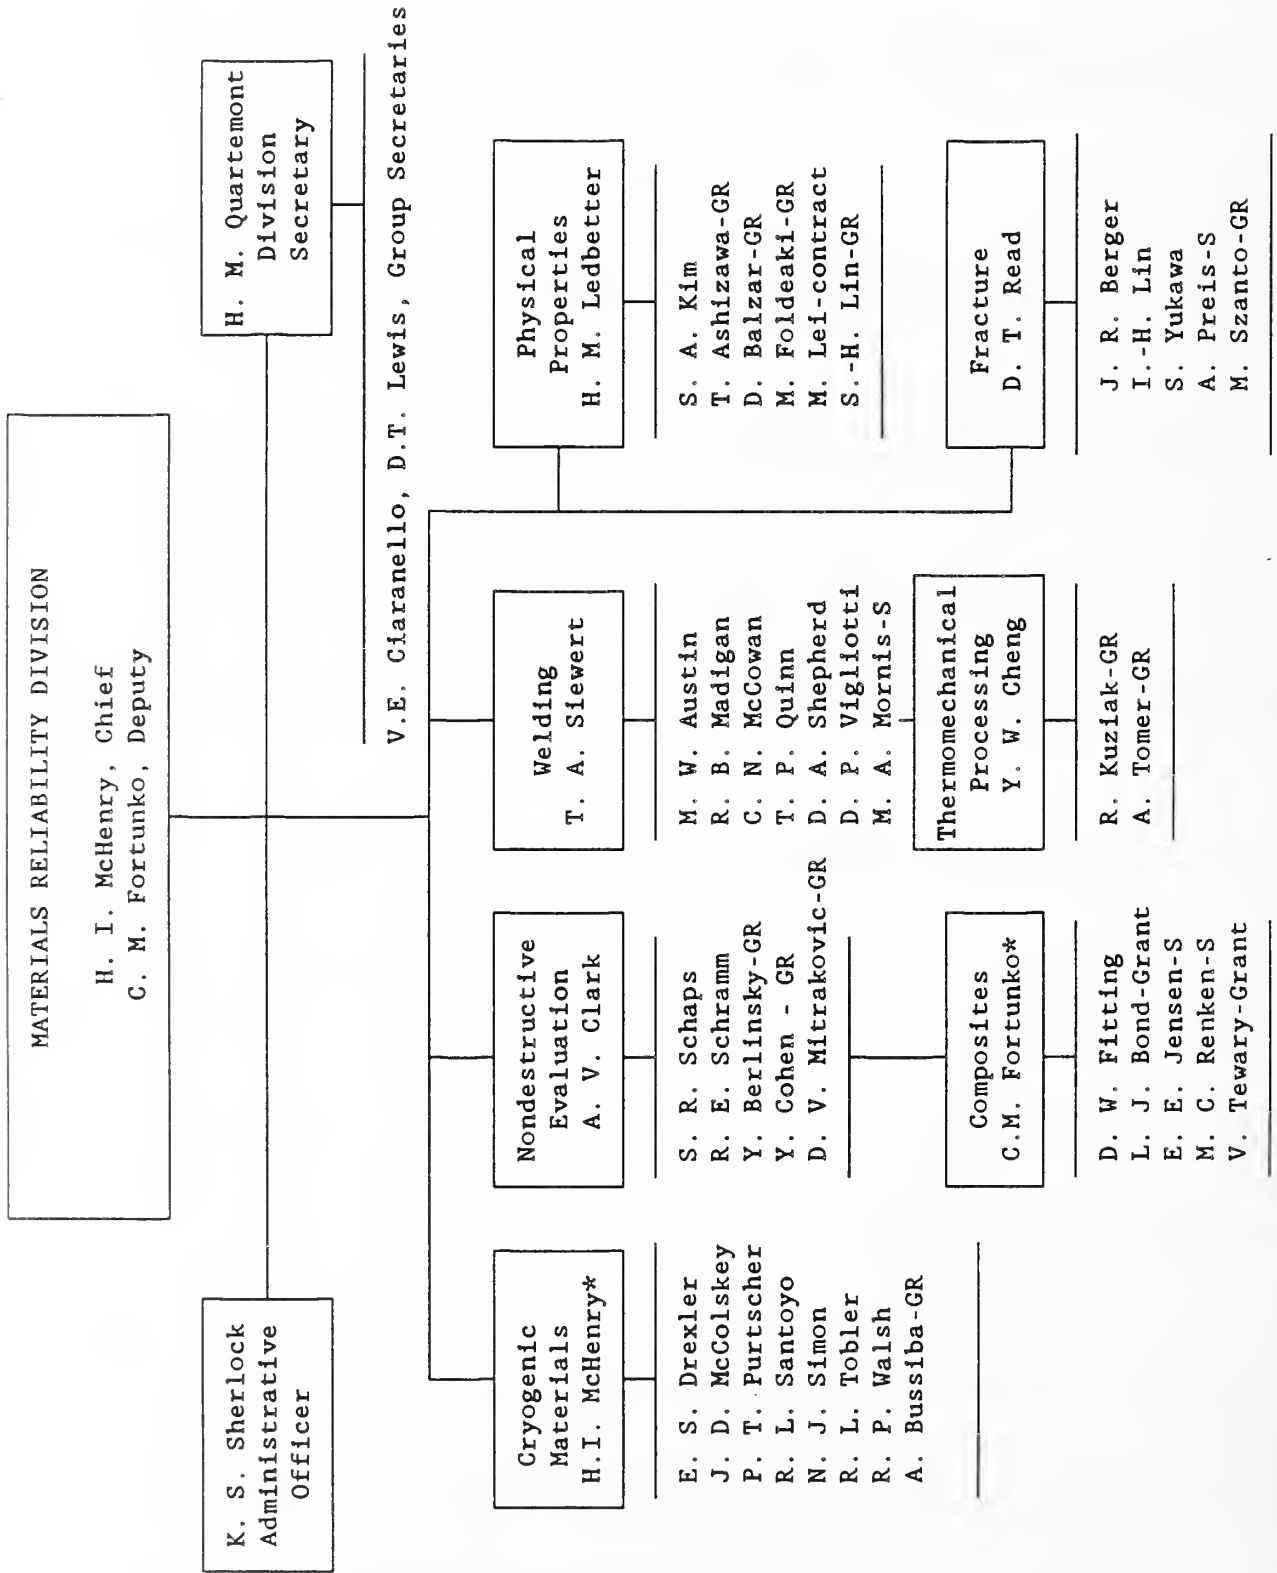 MATERIALS RELIABILITY DIVISION
H. I. McHenry, Chief
C. M. Fortunko, Deputy
K. S. Sherlock
Administrative
Officer
H. M. Quartemont
Division
Secretary
V.E. Ciaranello, D.T. Lewis, Group Secretaries
Cryogenic
Materials
H.I. McHenry*
E. S. Drexler
J. D. McColskey
P. T. Purtscher
R. L. Santoyo
N. J. Simon
R. L. Tobler
R. P. Walsh
A. Bussiba-GR
Nondestructive
Evaluation
A. V. Clark
S. R. Schaps
R. E. Schramm
Y. Berlinsky-GR
Y. Cohen - GR
D. V. Mitrakovic-GR
Composites
C.M. Fortunko*
D. W. Fitting
L. J. Bond-Grant
E. E. Jensen-S
M. C. Renken-S
V. Tewary-Grant
Welding
T. A. Siewert
M. W. Austin
R. B. Madigan
C. N. McCowan
T. P. Quinn
D. A. Shepherd
D. P. Vigliotti
M. A. Mornis-S
Thermomechanical
Processing
Y. W. Cheng
R. Kuziak-GR
A. Tomer-GR
Physical
Properties
H. M. Ledbetter
S. A. Kim
T. Ashizawa-GR
D. Balzar-GR
M. Foldeaki-GR
M. Lei-contract
S.-H. Lin-GR
Fracture
D. T. Read
J. R. Berger
I.-H. Lin
S. Yukawa
A. Preis-S
M. Szanto-GR